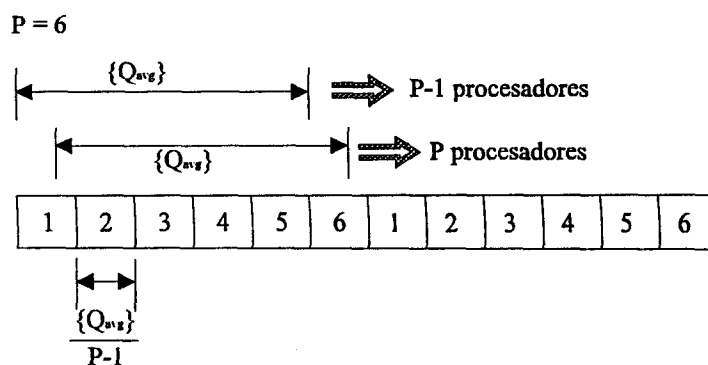 P = 6
{Qavg}
P-1 procesadores
{Qavg}
P procesadores
1 2 3 4 5 6 1 2 3 4 5 6
{Qavg}
P-1